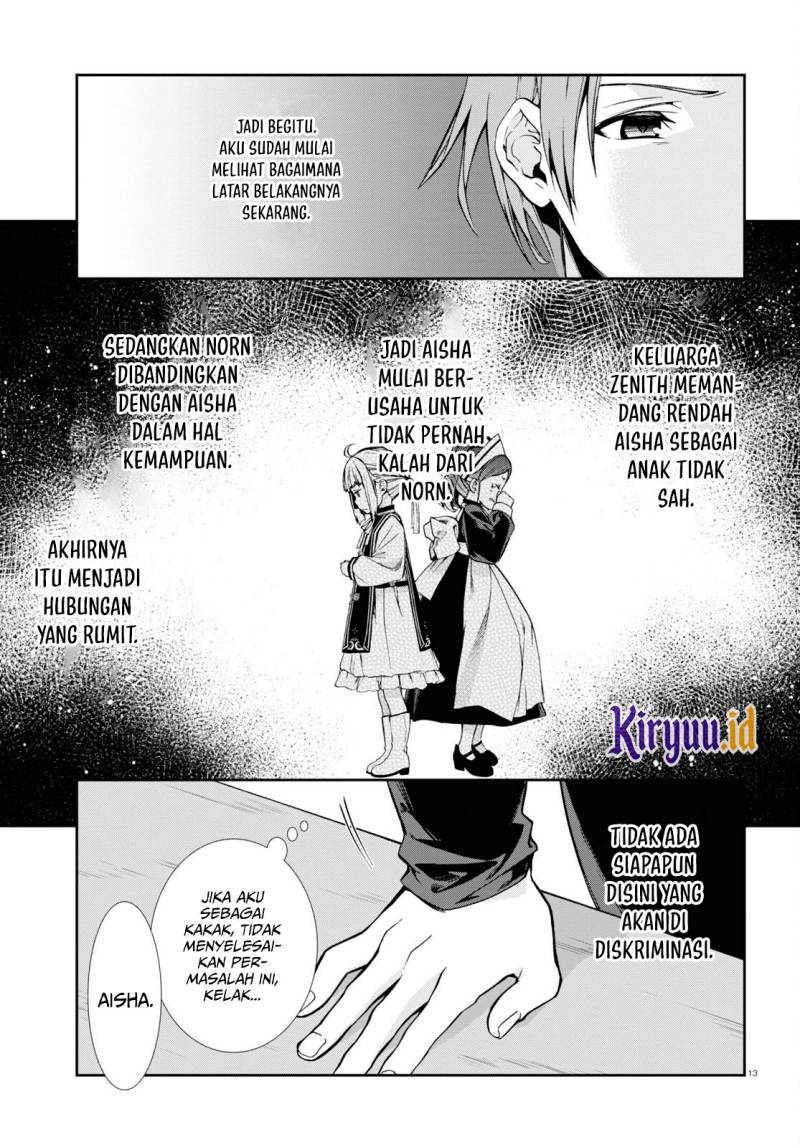 JADI BEGITU.
AKU SUDAH MULAI
MELIHAT BAGAIMANA
LATAR BELAKANGNYA
SEKARANG.
KELUARGA
ZENITH MEMAN-
DANG RENDAH
AISHA SEBAGAI
ANAK TIDAK
SAH.
JADI AISHA
MULAI BER-
USAHA UNTUK
TIDAK PERNAH
KALAH DARI
NORN.
SEDANGKAN NORN
DIBANDINGKAN
DENGAN AISHA
DALAM HAL
KEMAMPUAN.
AKHIRNYA
ITU MENJADI
HUBUNGAN
YANG RUMIT.
Kiryuu.id
TIDAK ADA
SIAPAPUN
DISINI YANG
AKAN DI
DISKRIMINASI.
JIKA AKU
SEBAGAI
KAKAK, TIDAK
MENYELESAI-
KAN PER-
MASALAH INI,
KELAK...
AISHA.
13